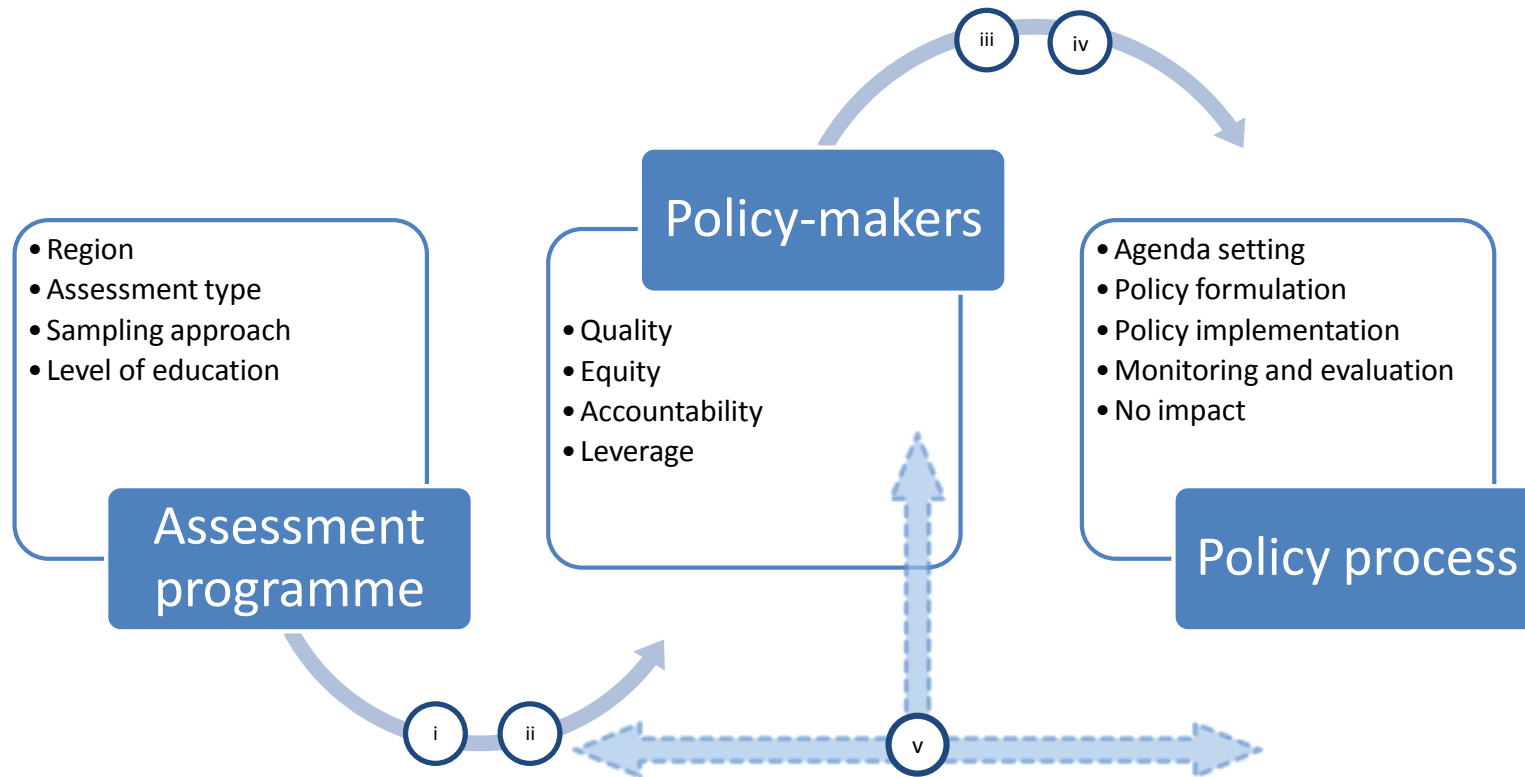 • Region
• Assessment type
• Sampling approach
• Level of education
Assessment
programme
i
ii
Policy-makers
• Quality
• Equity
• Accountability
• Leverage
iii
iv
• Agenda setting
• Policy formulation
• Policy implementation
• Monitoring and evaluation
• No impact
Policy process
v